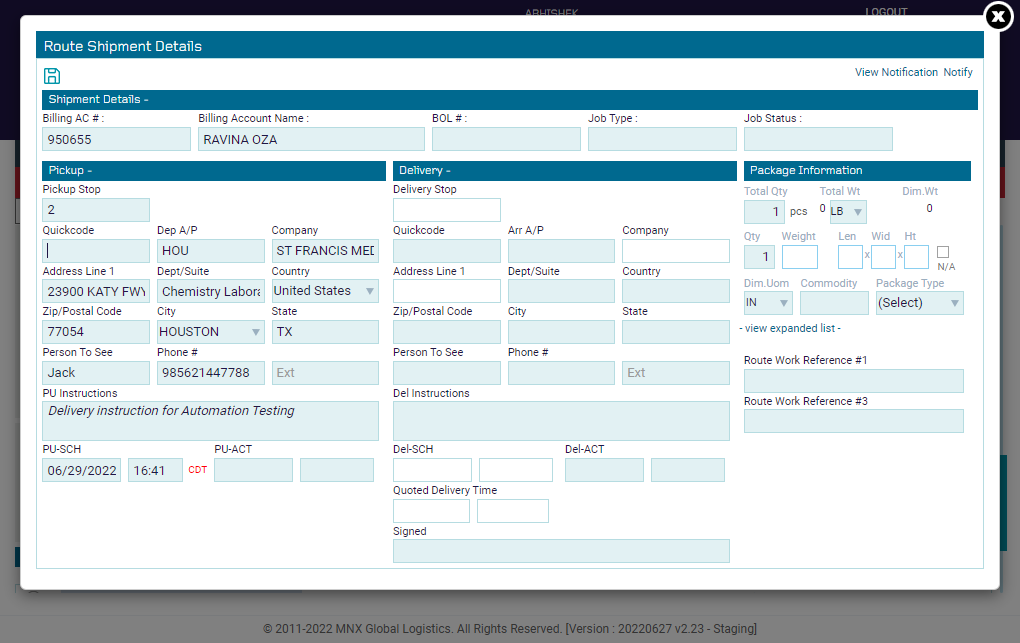 ABHISHEK
LOGOUT
X
Route Shipment Details
View Notification Notify
Shipment Details -
Billing AC # : Billing Account Name : BOL # : Job Type : Job Status :
950655 RAVINA OZA
Pickup - Delivery - Package Information
Pickup Stop Delivery Stop Total Qty Total Wt Dim.Wt
2 1 pcs 0 LB 0
Quickcode Dep A/P Company Quickcode Arr A/P Company Qty Weight Len Wid Ht
HOU ST FRANCIS MED 1 x x N/A
Address Line 1 Dept/Suite Country Address Line 1 Dept/Suite Country Dim.Uom Commodity Package Type
23900 KATY FWY Chemistry Labora United States IN (Select)
Zip/Postal Code City State Zip/Postal Code City State
77054 HOUSTON TX - view expanded list -
Person To See Phone # Person To See Phone # Route Work Reference #1
Jack 985621447788 Ext Ext
PU Instructions Del Instructions Route Work Reference #3
Delivery instruction for Automation Testing
PU-SCH PU-ACT Del-SCH Del-ACT
06/29/2022 16:41 CDT
Quoted Delivery Time
Signed
© 2011-2022 MNX Global Logistics. All Rights Reserved. [Version : 20220627 v2.23 - Staging]